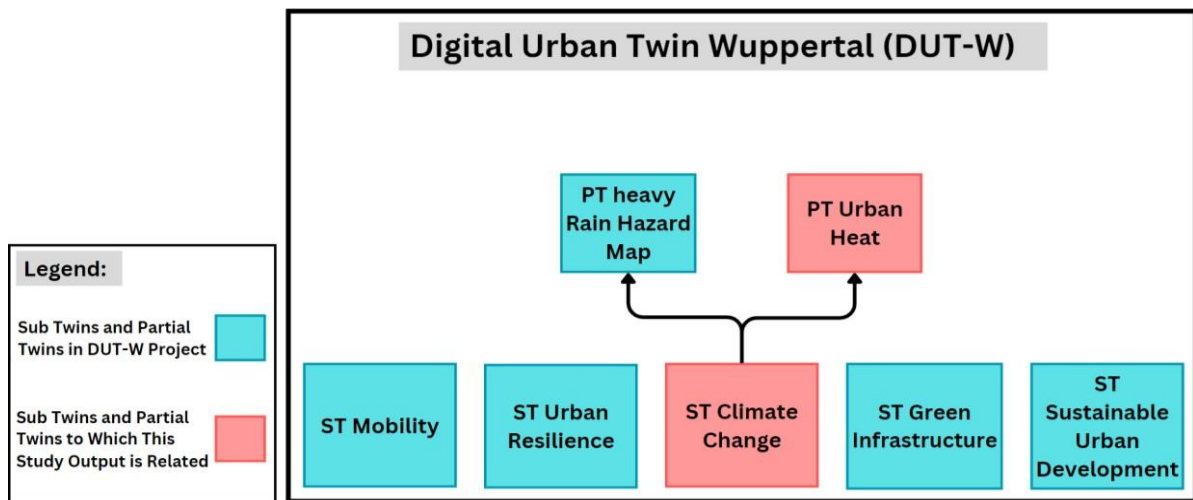 Digital Urban Twin Wuppertal (DUT-W)
PT heavy
Rain Hazard
Map
PT Urban
Heat
Legend:
Sub Twins and Partial
Twins in DUT-W Project
Sub Twins and Partial
Twins to Which This
Study Output is Related
ST Mobility
ST Urban
Resilience
ST Climate
Change
ST Green
Infrastructure
ST
Sustainable
Urban
Development